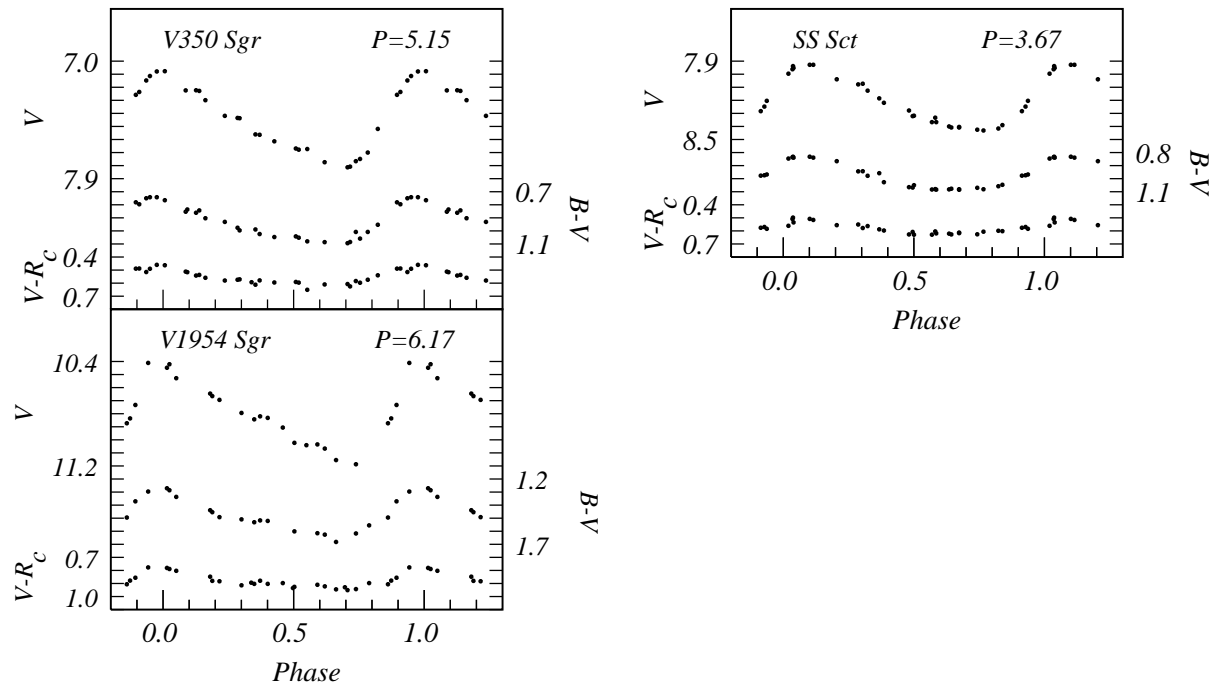 V350 Sgr P=5.15
7.0
V
7.9
0.7
B-V
1.1
0.4
V-Rc
0.7
V1954 Sgr P=6.17
10.4
V
11.2
1.2
B-V
1.7
0.7
V-Rc
1.0
0.0 0.5 1.0
Phase
SS Sct P=3.67
7.9
V
8.5
0.8
B-V
1.1
0.4
V-Rc
0.7
0.0 0.5 1.0
Phase